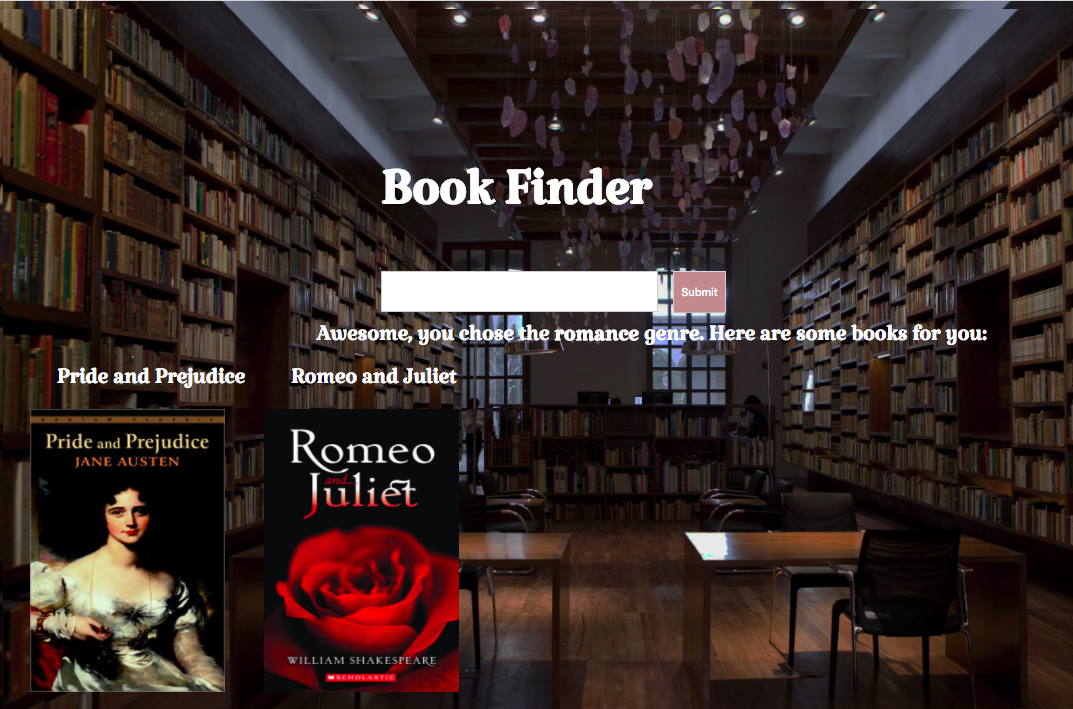 Book Finder
Submit
Awesome, you chose the romance genre. Here are some books for you:
Pride and Prejudice
Romeo and Juliet
BANTAM CLASSIC
Pride and Prejudice
JANE AUSTEN
Romeo
and
Juliet
WILLIAM SHAKESPEARE
SCHOLASTIC